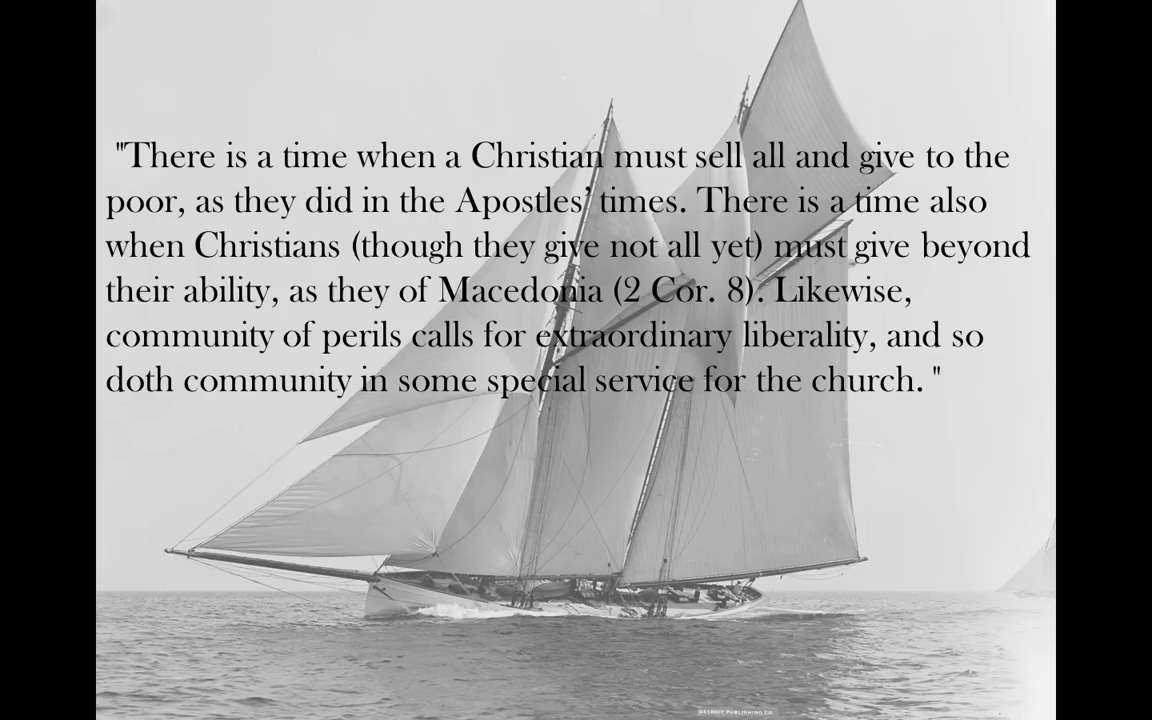 "There is a time when a Christian must sell all and give to the
poor, as they did in the Apostles’ times. There is a time also
when Christians (though they give not all yet) must give beyond
their ability, as they of Macedonia (2 Cor. 8). Likewise,
community of perils calls for extraordinary liberality, and so
doth community in some special service for the church. "
DETROIT PUBLISHING CO.